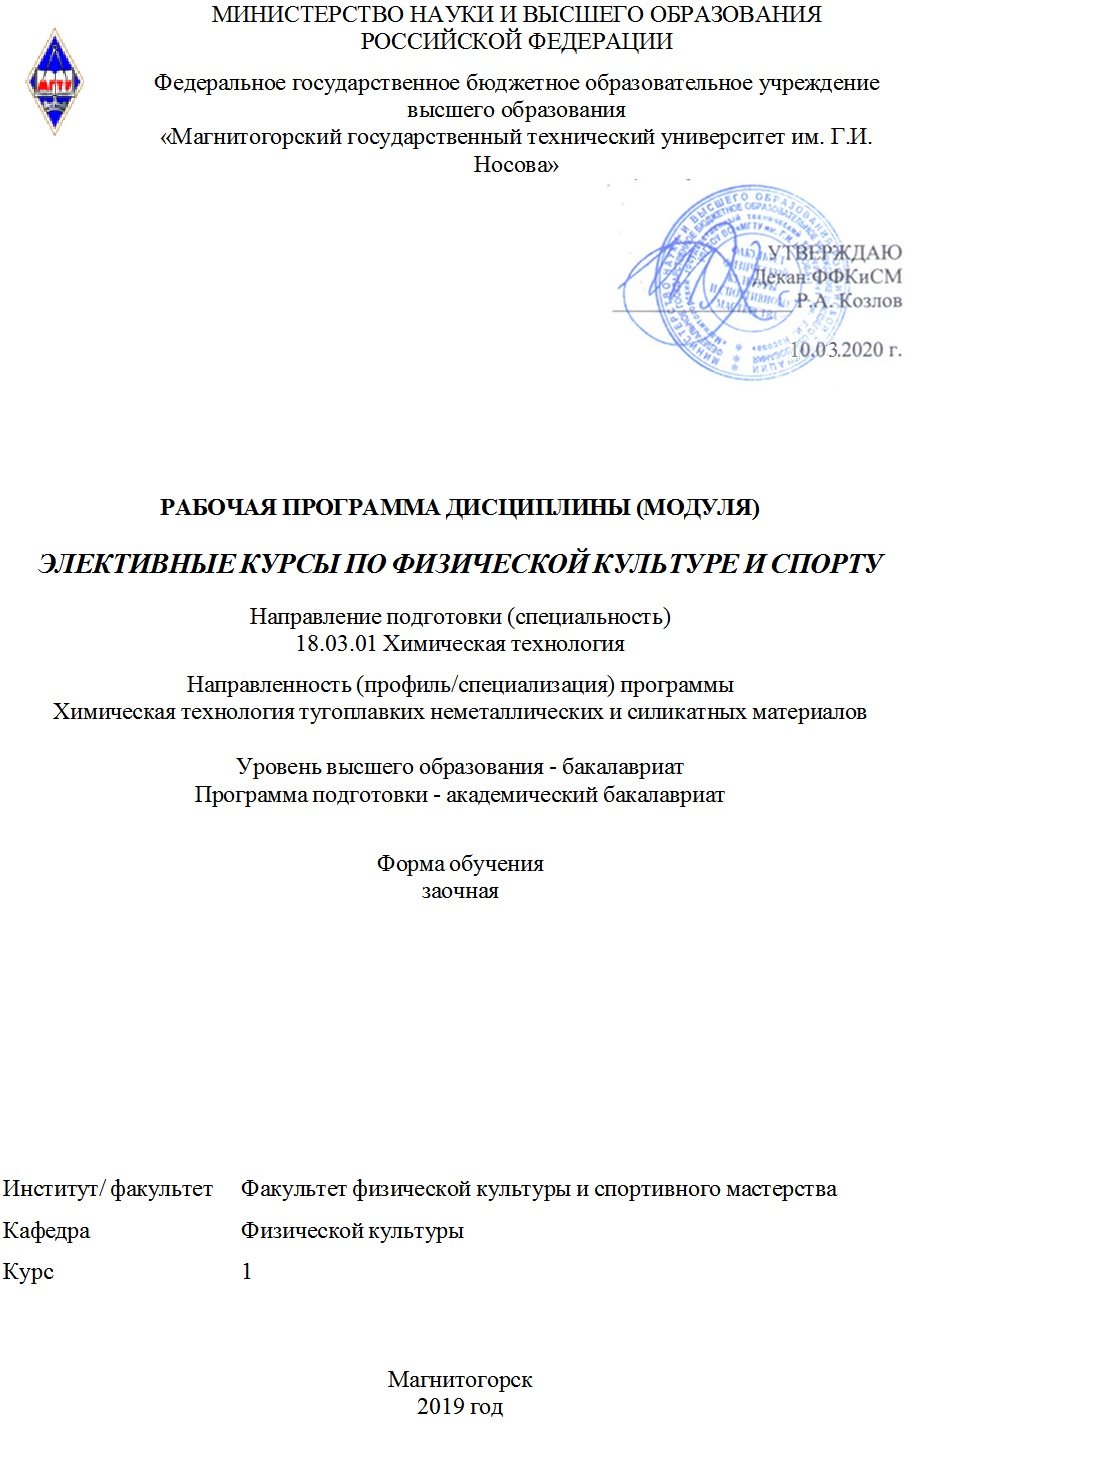 МИНИСТЕРСТВО НАУКИ И ВЫСШЕГО ОБРАЗОВАНИЯ
РОССИЙСКОЙ ФЕДЕРАЦИИ
МГТУ
Федеральное государственное бюджетное образовательное учреждение
высшего образования
«Магнитогорский государственный технический университет им. Г.И.
Носова»
УТВЕРЖДАЮ
Декан ФФКиСМ
Р.А. Козлов
10.03.2020 г.
РАБОЧАЯ ПРОГРАММА ДИСЦИПЛИНЫ (МОДУЛЯ)
ЭЛЕКТИВНЫЕ КУРСЫ ПО ФИЗИЧЕСКОЙ КУЛЬТУРЕ И СПОРТУ
Направление подготовки (специальность)
18.03.01 Химическая технология
Направленность (профиль/специализация) программы
Химическая технология тугоплавких неметаллических и силикатных материалов
Уровень высшего образования - бакалавриат
Программа подготовки - академический бакалавриат
Форма обучения
заочная
Институт/ факультет Факультет физической культуры и спортивного мастерства
Кафедра Физической культуры
Курс 1
Магнитогорск
2019 год